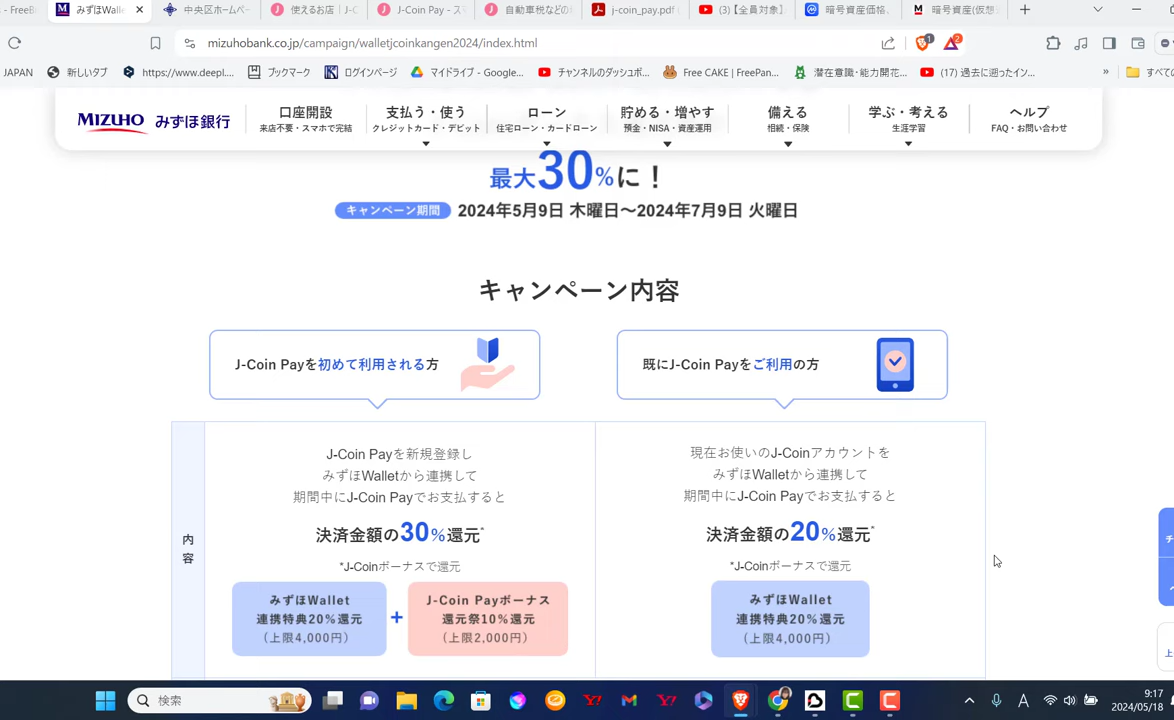 - FreeB
みずほWalle
中央区ホームペー
使えるお店 | J-C
J-Coin Pay - スマ
自動車税などの
j-coin_pay.pdf
(3)【全員対象】
暗号資産価格、
暗号資産(仮想
mizuhobank.co.jp/campaign/walletjcoinkangen2024/index.html
1
2
JAPAN
新しいタブ
https://www.deepl....
ブックマーク
ログインページ
マイドライブ - Google...
チャンネルのダッシュボ...
Free CAKE | FreePan...
潜在意識・能力開花...
(17) 過去に遡ったイン...
»
すべて
MIZUHO みずほ銀行
口座開設
来店不要・スマホで完結
支払う・使う
クレジットカード・デビット
ローン
住宅ローン・カードローン
貯める・増やす
預金・NISA・資産運用
備える
相続・保険
学ぶ・考える
生涯学習
ヘルプ
FAQ・お問い合わせ
最大30%に！
キャンペーン期間 2024年5月9日 木曜日～2024年7月9日 火曜日
キャンペーン内容
J-Coin Payを初めて利用される方
既にJ-Coin Payをご利用の方
内容
J-Coin Payを新規登録し
みずほWalletから連携して
期間中にJ-Coin Payでお支払すると
決済金額の30%還元*
*J-Coinボーナスで還元
みずほWallet
連携特典20%還元
(上限4,000円)
+
J-Coin Payボーナス
還元祭10%還元
(上限2,000円)
現在お使いのJ-Coinアカウントを
みずほWalletから連携して
期間中にJ-Coin Payでお支払すると
決済金額の20%還元*
*J-Coinボーナスで還元
みずほWallet
連携特典20%還元
(上限4,000円)
チ
上
検索
A
9:17
2024/05/18